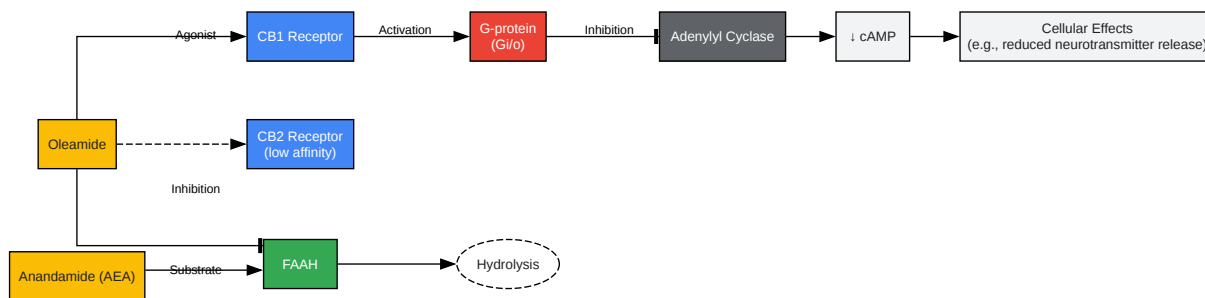 Agonist
CB1 Receptor
Activation
G-protein
(Gi/o)
Inhibition
Adenylyl Cyclase
↓ cAMP
Cellular Effects
(e.g., reduced neurotransmitter release)
Oleamide
CB2 Receptor
(low affinity)
Inhibition
Anandamide (AEA)
Substrate
FAAH
Hydrolysis